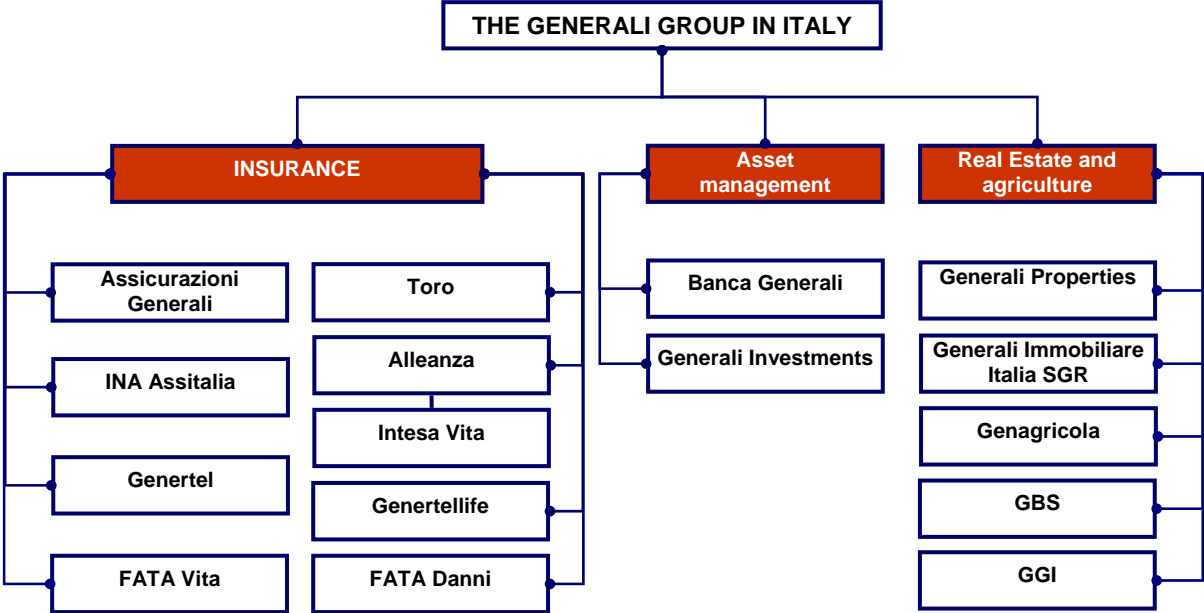 THE GENERALI GROUP IN ITALY
INSURANCE
Asset
management
Real Estate and
agriculture
Assicurazioni
Generali
INA Assitalia
Genertel
FATA Vita
Toro
Alleanza
Intesa Vita
Genertellife
FATA Danni
Banca Generali
Generali Investments
Generali Properties
Generali Immobiliare
Italia SGR
Genagricola
GBS
GGI